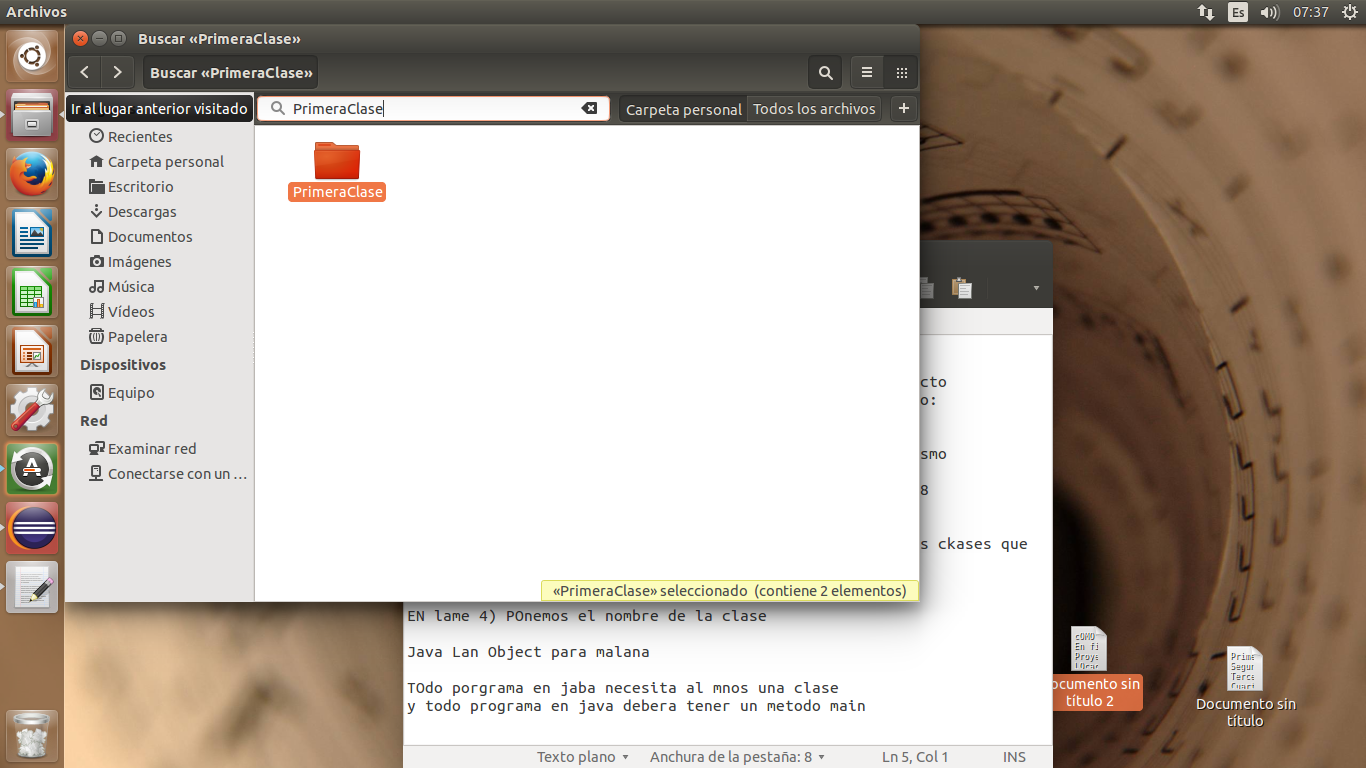 Archivos
Es
07:37
Buscar «PrimeraClase»
Buscar «PrimeraClase»
Ir al lugar anterior visitado
PrimeraClase
Carpeta personal
Todos los archivos
Recientes
Carpeta personal
Escritorio
Descargas
Documentos
Imágenes
Música
Vídeos
Papelera
Dispositivos
Equipo
Red
Examinar red
Conectarse con un …
PrimeraClase
«PrimeraClase» seleccionado (contiene 2 elementos)
cto
o:
smo
8
s ckases que
EN lame 4) POnemos el nombre de la clase
Java Lan Object para malana
TOdo porgrama en jaba necesita al mnos una clase
y todo programa en java debera tener un metodo main
Texto plano
Anchura de la pestaña: 8
Ln 5, Col 1
INS
cOMO
En fi
Proye
ocumento sin
título 2
Prime
Segun
Terce
Cuart
Documento sin
título